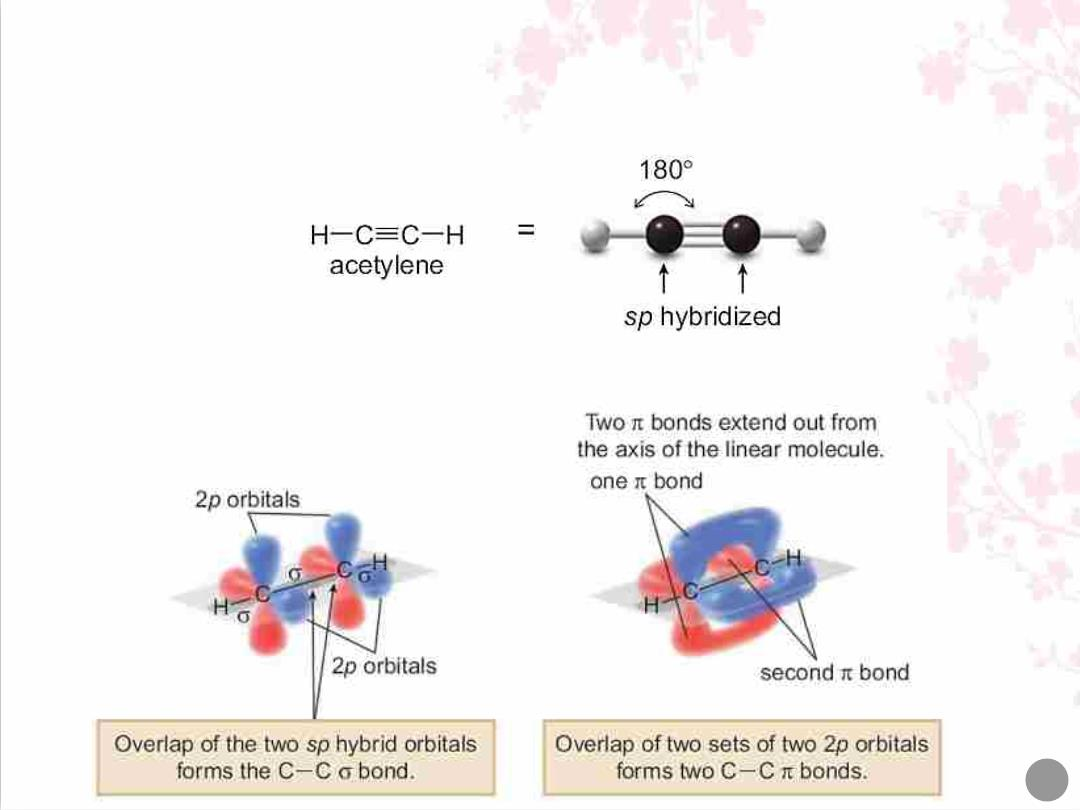 180°
H—C≡C—H
=
acetylene
sp hybridized
Two π bonds extend out from
the axis of the linear molecule.
one π bond
2p orbitals
σ
C
σ
H
H
C
σ
2p orbitals
C
H
H
C
second π bond
Overlap of the two sp hybrid orbitals
forms the C—C σ bond.
Overlap of two sets of two 2p orbitals
forms two C—C π bonds.